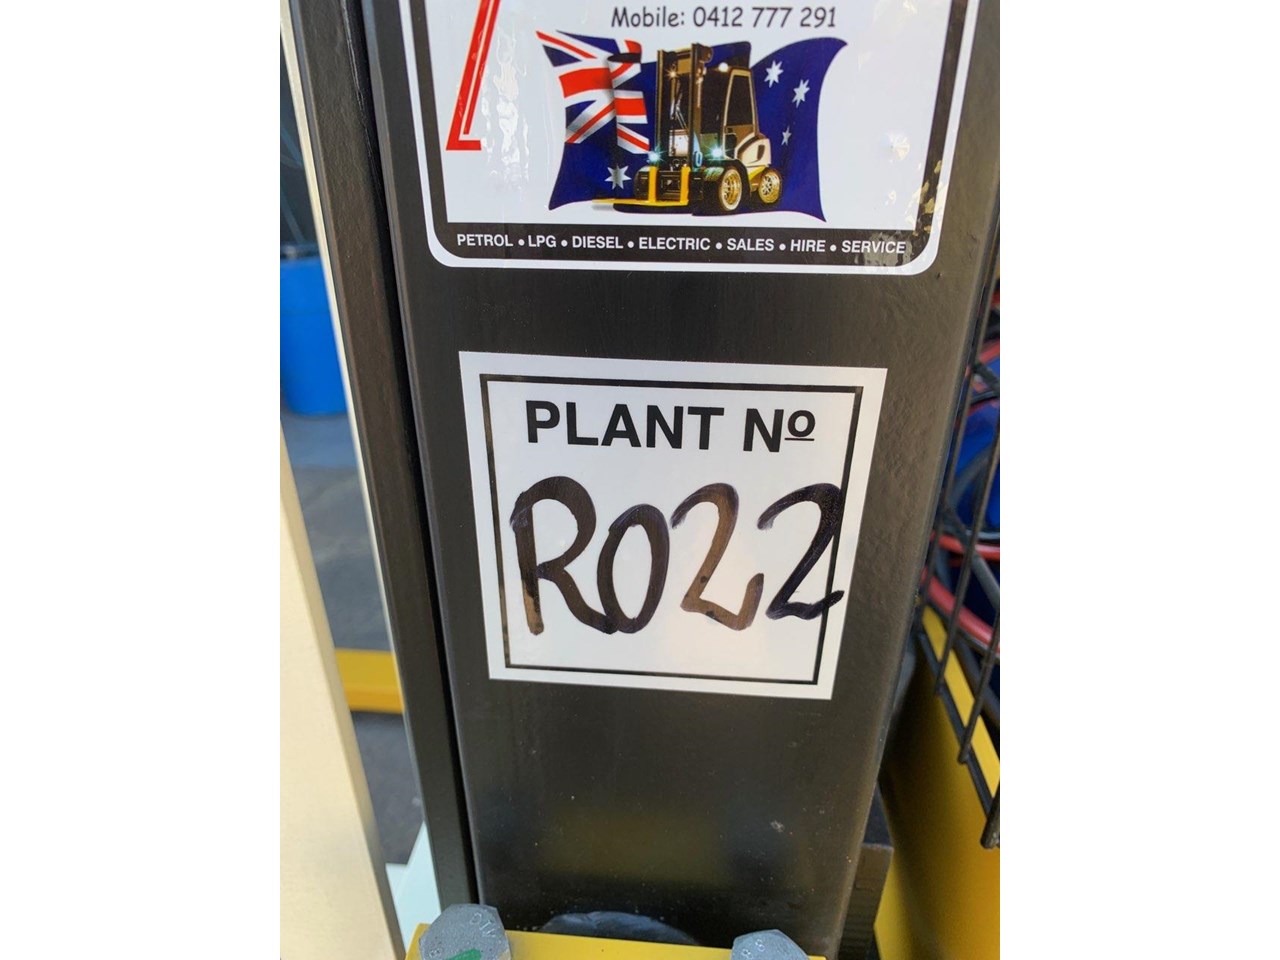 Mobile: 0412 777 291
PETROL • LPG • DIESEL • ELECTRIC • SALES • HIRE • SERVICE
PLANT Nº
R022